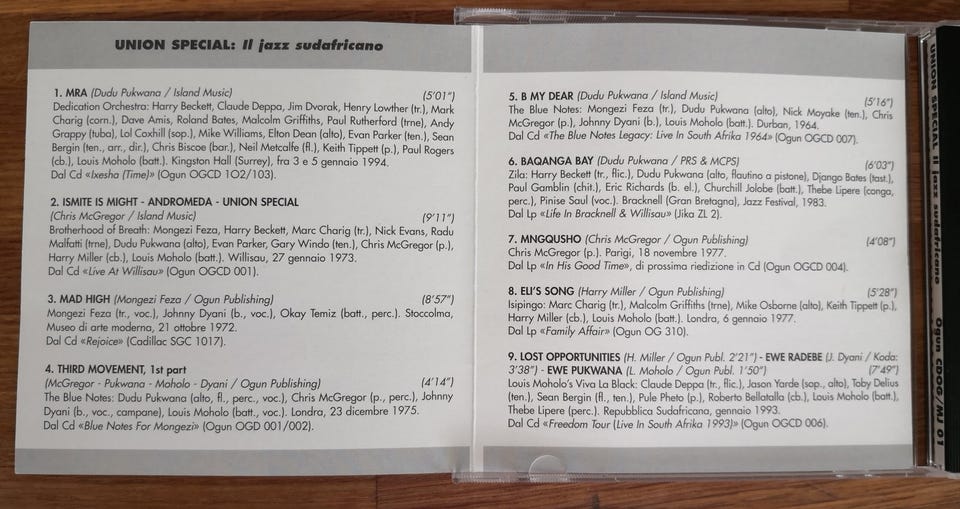 UNION SPECIAL: Il jazz sudafricano
1. MRA (Dudu Pukwana / Island Music) (5'01")
Dedication Orchestra: Harry Beckett, Claude Deppa, Jim Dvorak, Henry Lowther (tr.), Mark
Charig (corn.), Dave Amis, Roland Bates, Malcolm Griffiths, Paul Rutherford (trne), Andy
Grappy (tuba), Lol Coxhill (sop.), Mike Williams, Elton Dean (alto), Evan Parker (ten.), Sean
Bergin (ten., arr., dir.), Chris Biscoe (bar.), Neil Metcalfe (fl.), Keith Tippett (p.), Paul Rogers
(cb.), Louis Moholo (batt.). Kingston Hall (Surrey), fra 3 e 5 gennaio 1994.
Dal Cd «Ixesha (Time)» (Ogun OGCD 1O2/103).
2. ISMITE IS MIGHT - ANDROMEDA - UNION SPECIAL
(Chris McGregor / Island Music) (9'11")
Brotherhood of Breath: Mongezi Feza, Harry Beckett, Marc Charig (tr.), Nick Evans, Radu
Malfatti (trne), Dudu Pukwana (alto), Evan Parker, Gary Windo (ten.), Chris McGregor (p.),
Harry Miller (cb.), Louis Moholo (batt.). Willisau, 27 gennaio 1973.
Dal Cd «Live At Willisau» (Ogun OGCD 001).
3. MAD HIGH (Mongezi Feza / Ogun Publishing) (8'57")
Mongezi Feza (tr., voc.), Johnny Dyani (b., voc.), Okay Temiz (batt., perc.). Stoccolma,
Museo di arte moderna, 21 ottobre 1972.
Dal Cd «Rejoice» (Cadillac SGC 1017).
4. THIRD MOVEMENT, 1st part
(McGregor - Pukwana - Moholo - Dyani / Ogun Publishing) (4'14")
The Blue Notes: Dudu Pukwana (alto, fl., perc., voc.), Chris McGregor (p., perc.), Johnny
Dyani (b., voc., campane), Louis Moholo (batt., voc.). Londra, 23 dicembre 1975.
Dal Cd «Blue Notes For Mongezi» (Ogun OGD 001/002).
5. B MY DEAR (Dudu Pukwana / Island Music) (5'16")
The Blue Notes: Mongezi Feza (tr.), Dudu Pukwana (alto), Nick Moyake (ten.), Chris
McGregor (p.), Johnny Dyani (b.), Louis Moholo (batt.). Durban, 1964.
Dal Cd «The Blue Notes Legacy: Live In South Afrika 1964» (Ogun OGCD 007).
6. BAQANGA BAY (Dudu Pukwana / PRS & MCPS) (6'03")
Zila: Harry Beckett (tr., flic.), Dudu Pukwana (alto, flautino a pistone), Django Bates (tast.),
Paul Gamblin (chit.), Eric Richards (b. el.), Churchill Jolobe (batt.), Thebe Lipere (conga,
perc.), Pinise Saul (voc.). Bracknell (Gran Bretagna), Jazz Festival, 1983.
Dal Lp «Life In Bracknell & Willisau» (Jika ZL 2).
7. MNGQUSHO (Chris McGregor / Ogun Publishing) (4'08")
Chris McGregor (p.). Parigi, 18 novembre 1977.
Dal Lp «In His Good Time», di prossima riedizione in Cd (Ogun OGCD 004).
8. ELI'S SONG (Harry Miller / Ogun Publishing) (5'28")
Isipingo: Marc Charig (tr.), Malcolm Griffiths (trne), Mike Osborne (alto), Keith Tippett (p.),
Harry Miller (cb.), Louis Moholo (batt.). Londra, 6 gennaio 1977.
Dal Lp «Family Affair» (Ogun OG 310).
9. LOST OPPORTUNITIES (H. Miller / Ogun Publ. 2'21") - EWE RADEBE (J. Dyani / Koda:
3'38") - EWE PUKWANA (L. Moholo / Ogun Publ. 1'50") (7'49")
Louis Moholo's Viva La Black: Claude Deppa (tr., flic.), Jason Yarde (sop., alto), Toby Delius
(ten.), Sean Bergin (fl., ten.), Pule Pheto (p.), Roberto Bellatalla (cb.), Louis Moholo (batt.),
Thebe Lipere (perc.). Repubblica Sudafricana, gennaio 1993.
Dal Cd «Freedom Tour (Live In South Afrika 1993)» (Ogun OGCD 006).
UNION SPECIAL Il jazz sudafricano Ogun CDOG/MJ 01